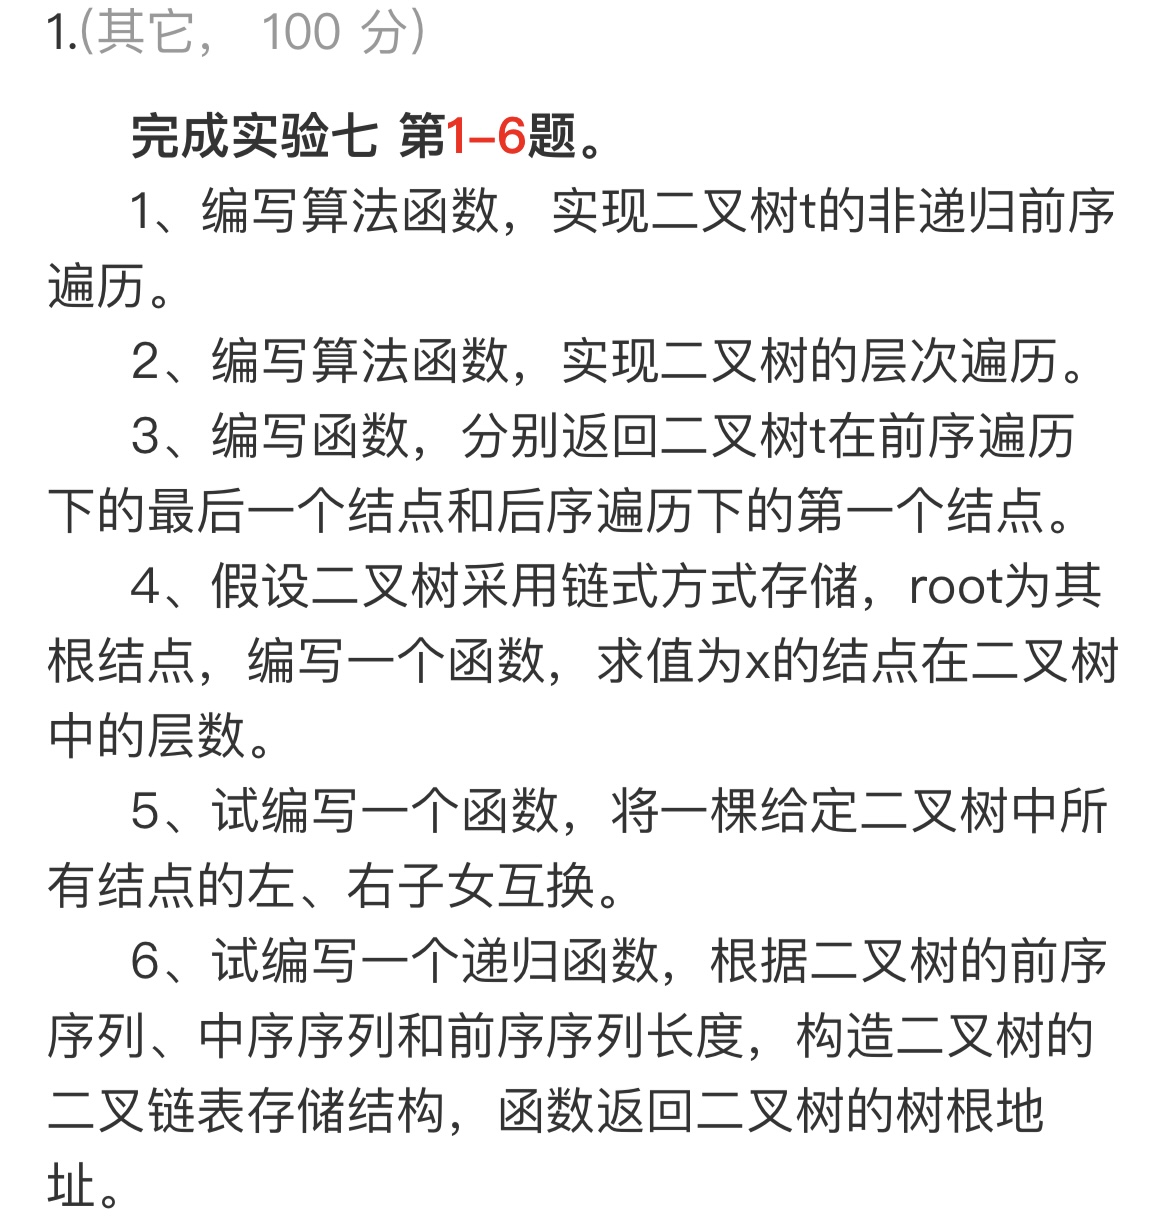 1.(其它， 100 分)
完成实验七 第1-6题。
1、编写算法函数，实现二叉树t的非递归前序
遍历。
2、编写算法函数，实现二叉树的层次遍历。
3、编写函数，分别返回二叉树t在前序遍历
下的最后一个结点和后序遍历下的第一个结点。
4、假设二叉树采用链式方式存储，root为其
根结点，编写一个函数，求值为x的结点在二叉树
中的层数。
5、试编写一个函数，将一棵给定二叉树中所
有结点的左、右子女互换。
6、试编写一个递归函数，根据二叉树的前序
序列、中序序列和前序序列长度，构造二叉树的
二叉链表存储结构，函数返回二叉树的树根地
址。